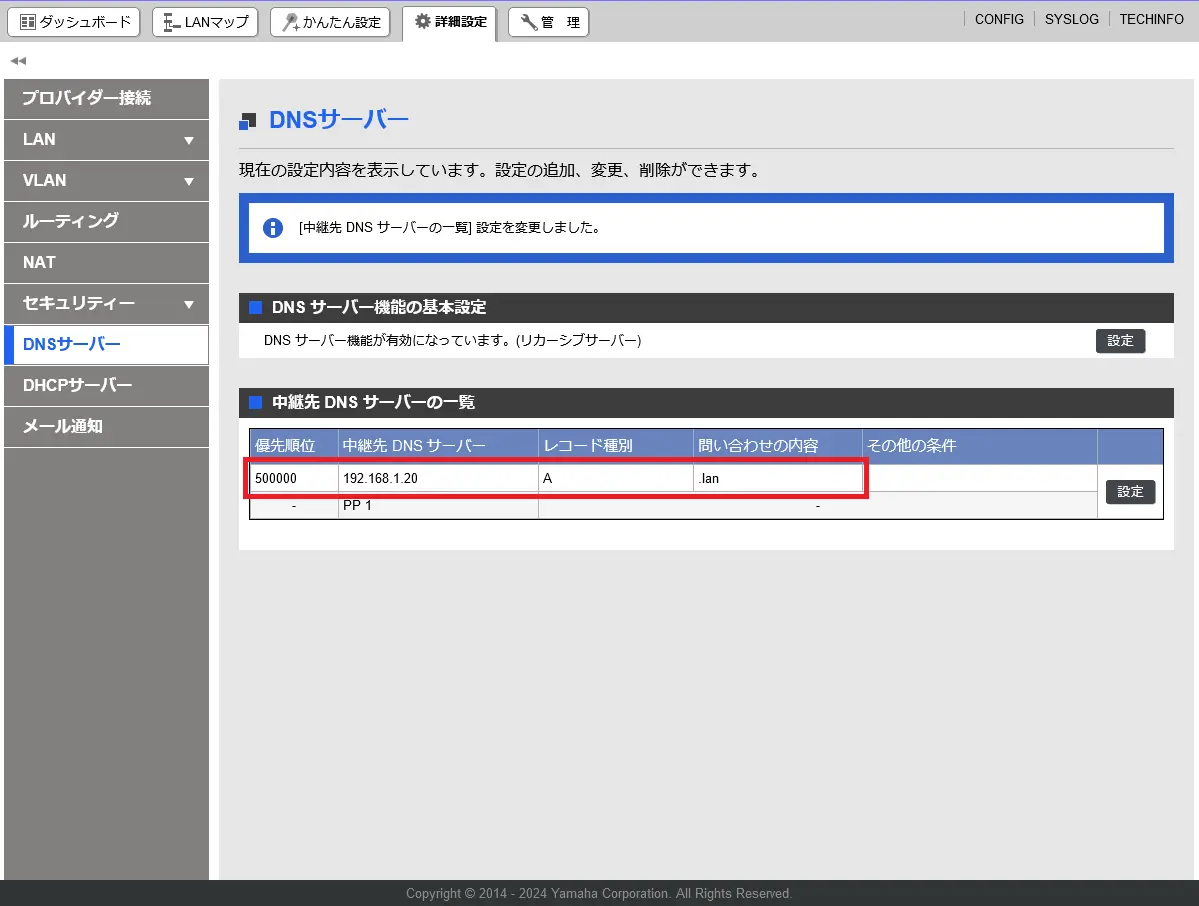 ダッシュボード LANマップ かんたん設定 詳細設定 管　理 CONFIG SYSLOG TECHINFO
プロバイダー接続
LAN
VLAN
ルーティング
NAT
セキュリティー
DNSサーバー
DHCPサーバー
メール通知
DNSサーバー
現在の設定内容を表示しています。設定の追加、変更、削除ができます。
[中継先 DNS サーバーの一覧] 設定を変更しました。
DNS サーバー機能の基本設定
DNS サーバー機能が有効になっています。(リカーシブサーバー) 設定
中継先 DNS サーバーの一覧
優先順位 中継先 DNS サーバー レコード種別 問い合わせの内容 その他の条件
500000 192.168.1.20 A .lan
設定
- PP 1 -
Copyright © 2014 - 2024 Yamaha Corporation. All Rights Reserved.